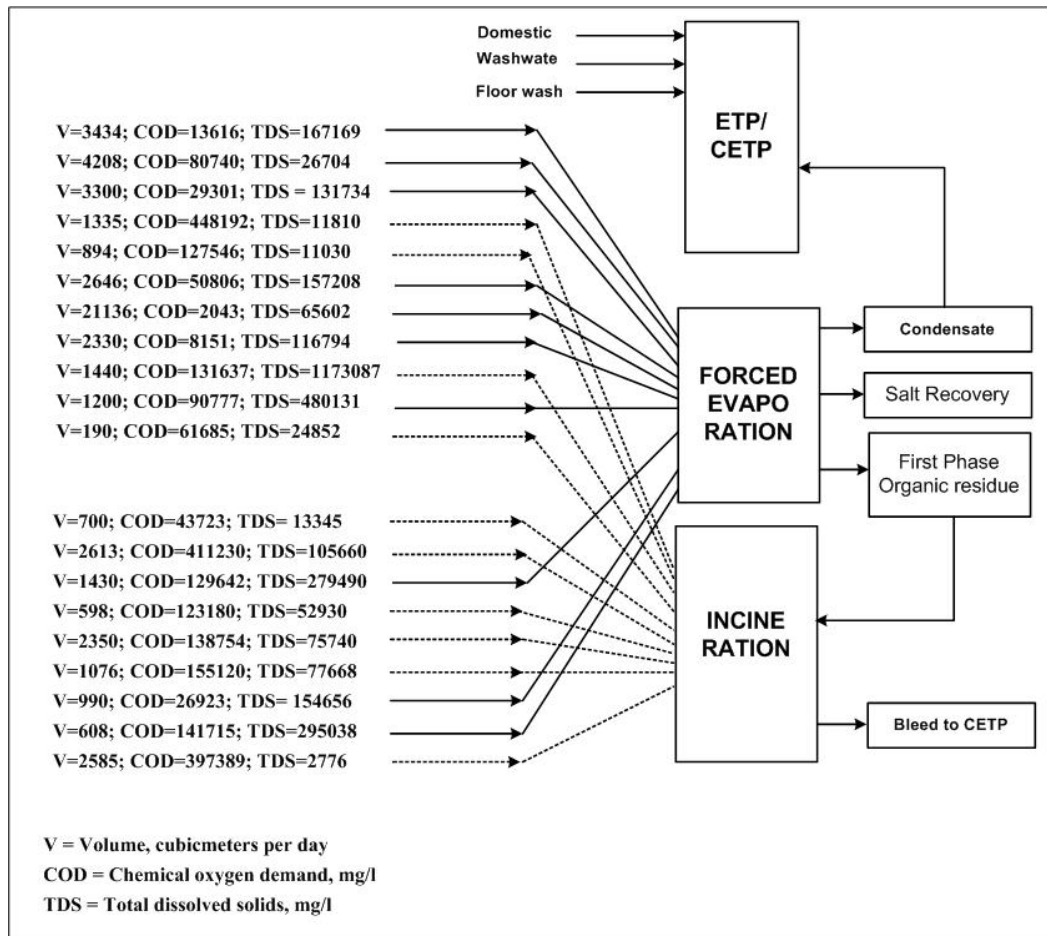 Domestic
Washwate
Floor wash
ETP/
CETP
V=3434; COD=13616; TDS=167169
V=4208; COD=80740; TDS=26704
V=3300; COD=29301; TDS = 131734
V=1335; COD=448192; TDS=11810
V=894; COD=127546; TDS=11030
V=2646; COD=50806; TDS=157208
V=21136; COD=2043; TDS=65602
V=2330; COD=8151; TDS=116794
V=1440; COD=131637; TDS=1173087
V=1200; COD=90777; TDS=480131
V=190; COD=61685; TDS=24852
V=700; COD=43723; TDS= 13345
V=2613; COD=411230; TDS=105660
V=1430; COD=129642; TDS=279490
V=598; COD=123180; TDS=52930
V=2350; COD=138754; TDS=75740
V=1076; COD=155120; TDS=77668
V=990; COD=26923; TDS= 154656
V=608; COD=141715; TDS=295038
V=2585; COD=397389; TDS=2776
FORCED
EVAPO
RATION
Condensate
Salt Recovery
First Phase
Organic residue
INCINE
RATION
Bleed to CETP
V = Volume, cubicmeters per day
COD = Chemical oxygen demand, mg/l
TDS = Total dissolved solids, mg/l